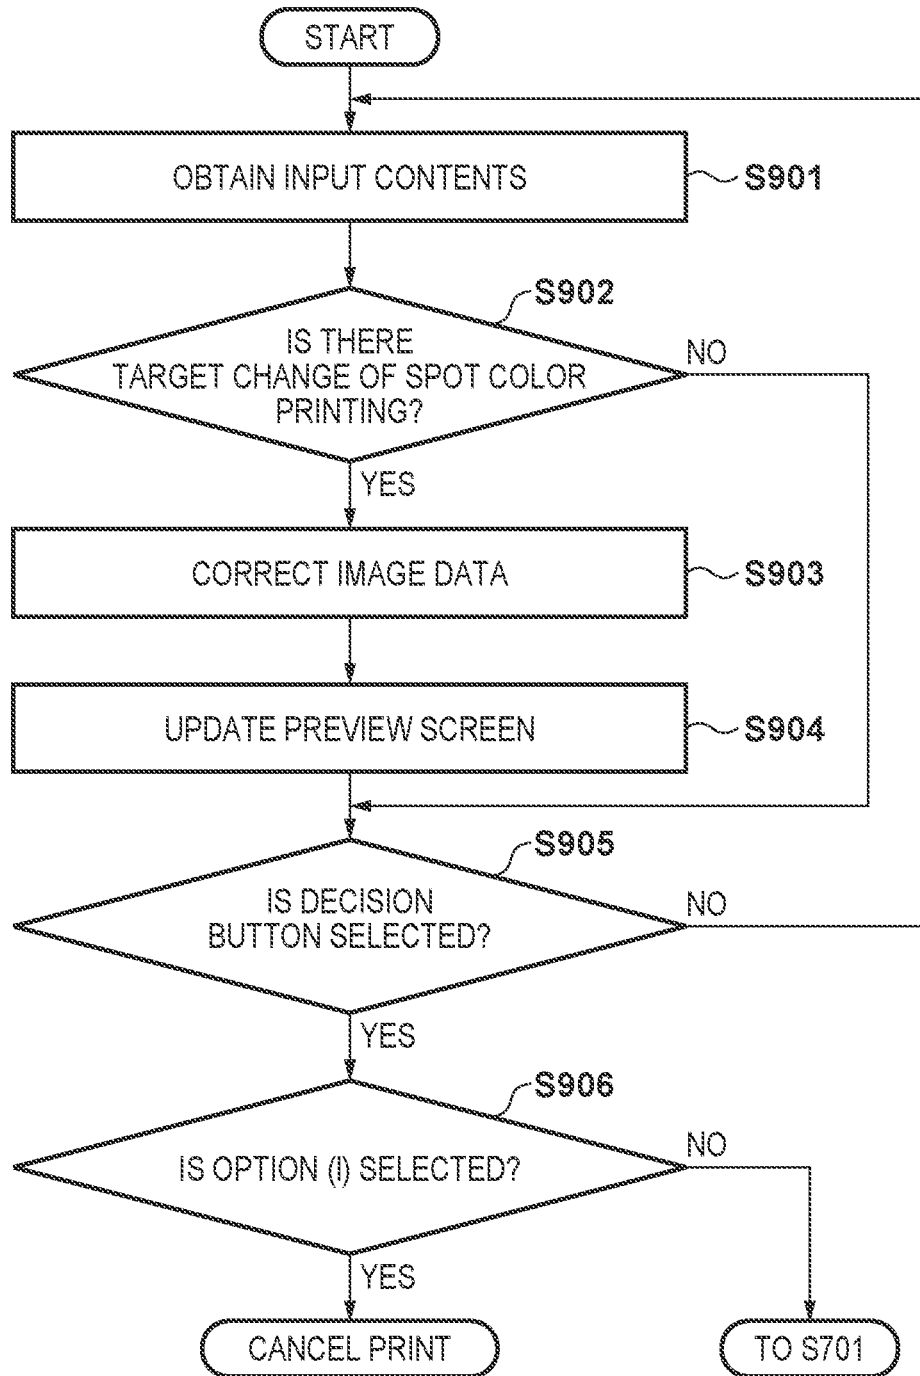 START
OBTAIN INPUT CONTENTS
S901
S902
IS THERE
TARGET CHANGE OF SPOT COLOR
PRINTING?
NO
YES
CORRECT IMAGE DATA
S903
UPDATE PREVIEW SCREEN
S904
S905
IS DECISION
BUTTON SELECTED?
NO
YES
S906
IS OPTION (I) SELECTED?
NO
YES
CANCEL PRINT
TO S701